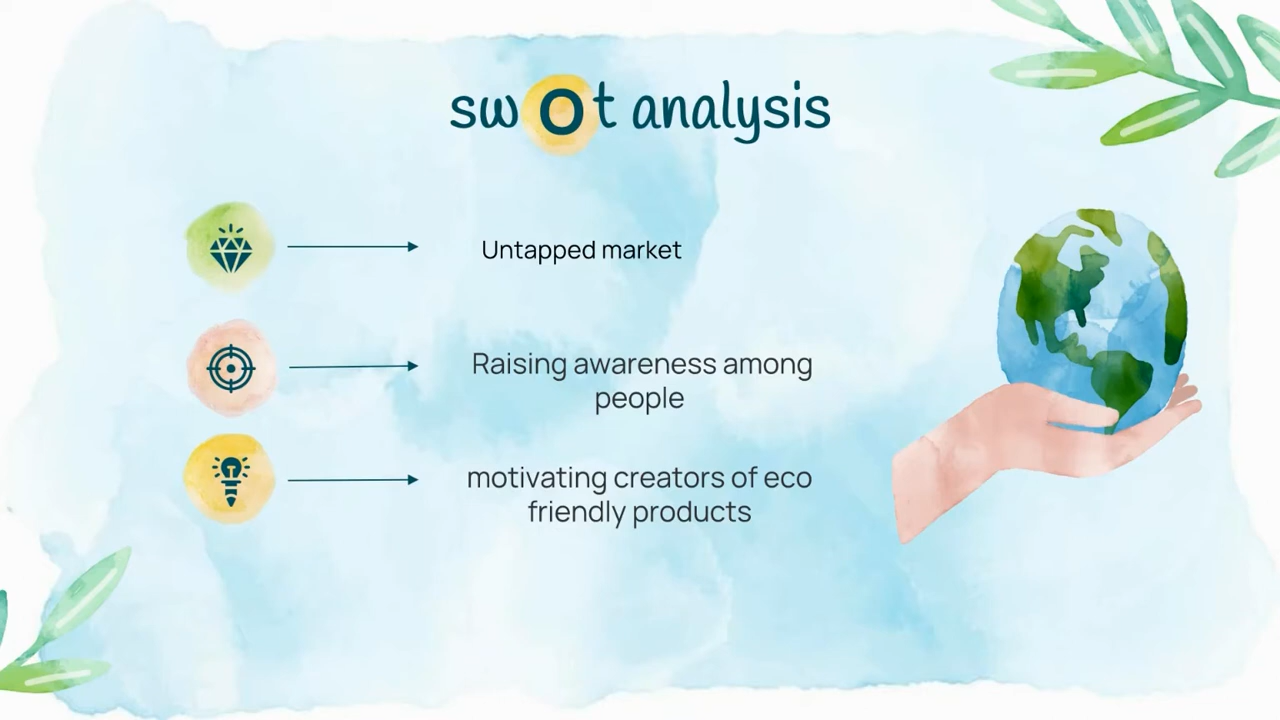 swot analysis
Untapped market
Raising awareness among
people
motivating creators of eco
friendly products